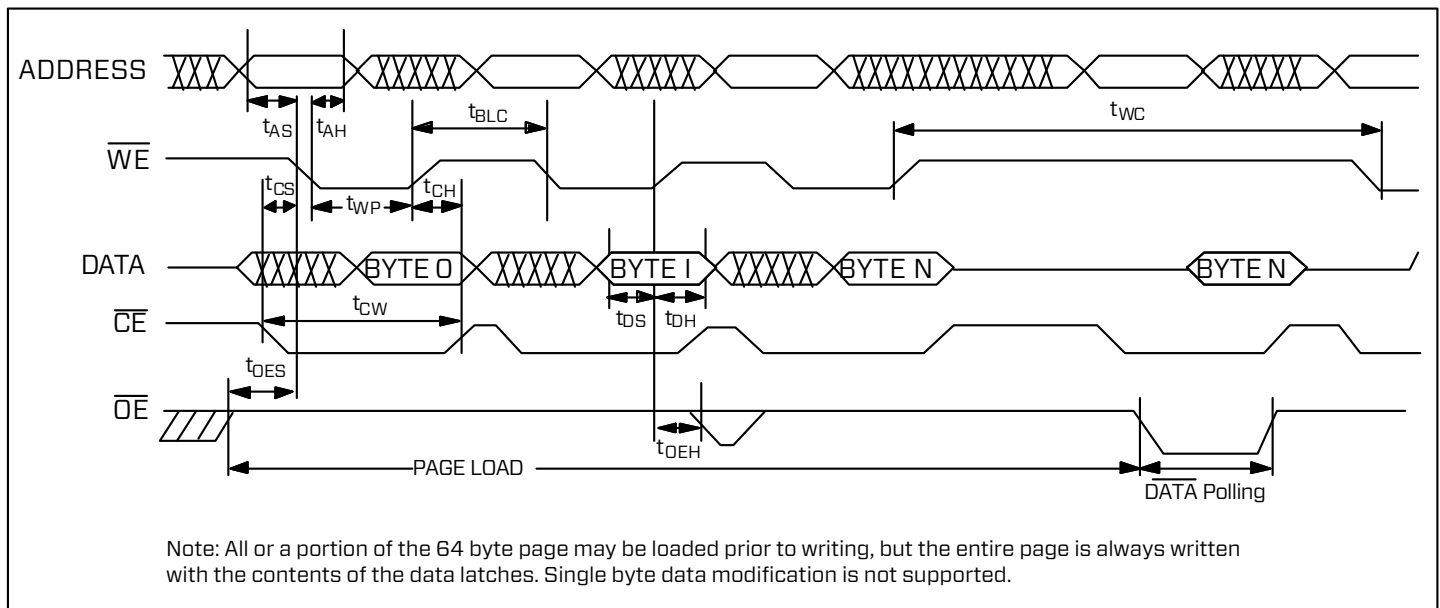 ADDRESS
tAS
tAH
tBLC
tWC
WE
tCS
tWP
tCH
DATA
BYTE 0
BYTE 1
BYTE N
BYTE N
tCW
tDS
tDH
CE
tOES
OE
tOEH
PAGE LOAD
DATA Polling
Note: All or a portion of the 64 byte page may be loaded prior to writing, but the entire page is always written
with the contents of the data latches. Single byte data modification is not supported.